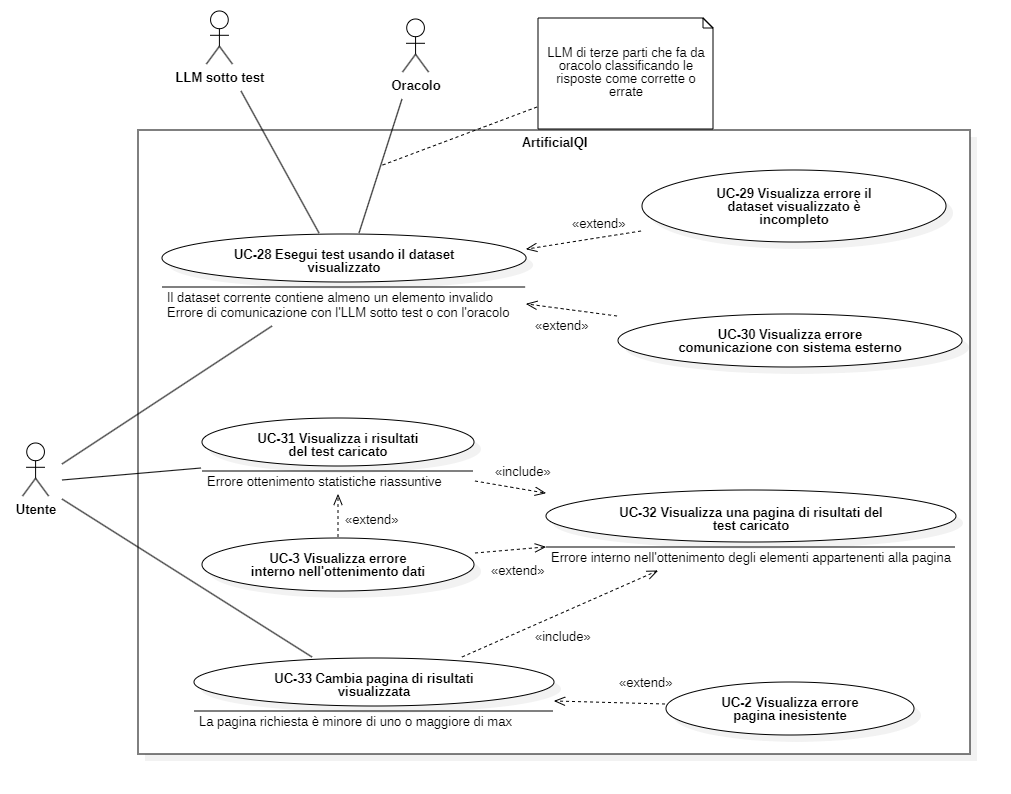 LLM sotto test
Oracolo
LLM di terze parti che fa da
oracolo classificando le
risposte come corrette o
errate
ArtificialQI
UC-29 Visualizza errore il
dataset visualizzato è
incompleto
«extend»
UC-28 Esegui test usando il dataset
visualizzato
Il dataset corrente contiene almeno un elemento invalido
Errore di comunicazione con l'LLM sotto test o con l'oracolo
«extend»
UC-30 Visualizza errore
comunicazione con sistema esterno
Utente
UC-31 Visualizza i risultati
del test caricato
Errore ottenimento statistiche riassuntive
«include»
«extend»
UC-32 Visualizza una pagina di risultati del
test caricato
Errore interno nell'ottenimento degli elementi appartenenti alla pagina
UC-3 Visualizza errore
interno nell'ottenimento dati
«extend»
«include»
UC-33 Cambia pagina di risultati
visualizzata
La pagina richiesta è minore di uno o maggiore di max
«extend»
UC-2 Visualizza errore
pagina inesistente